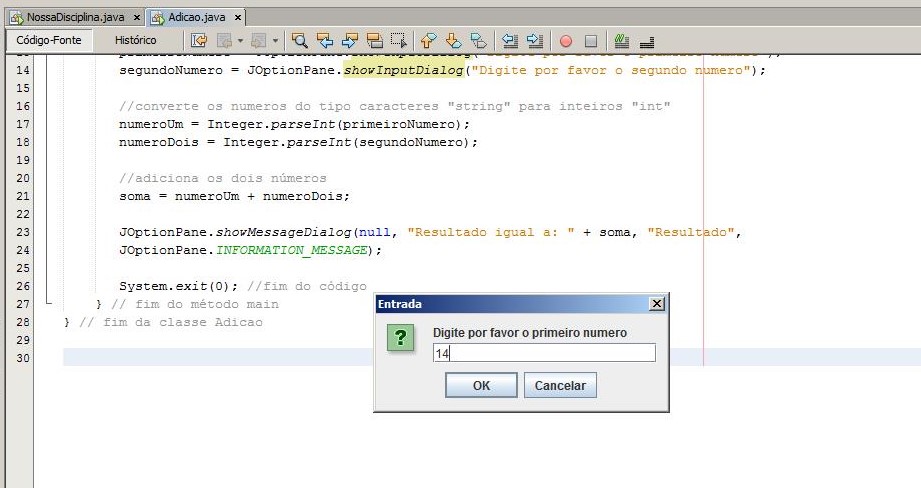 NossaDisciplina.java × Adicao.java ×
Código-Fonte Histórico
14 segundoNumero = JOptionPane.showInputDialog("Digite por favor o segundo numero");
15
16 //converte os numeros do tipo caracteres "string" para inteiros "int"
17 numeroUm = Integer.parseInt(primeiroNumero);
18 numeroDois = Integer.parseInt(segundoNumero);
19
20 //adiciona os dois números
21 soma = numeroUm + numeroDois;
22
23 JOptionPane.showMessageDialog(null, "Resultado igual a: " + soma, "Resultado",
24 JOptionPane.INFORMATION_MESSAGE);
25
26 System.exit(0); //fim do código
27 } // fim do método main
28 } // fim da classe Adicao
29
30
Entrada
Digite por favor o primeiro numero
14
OK Cancelar